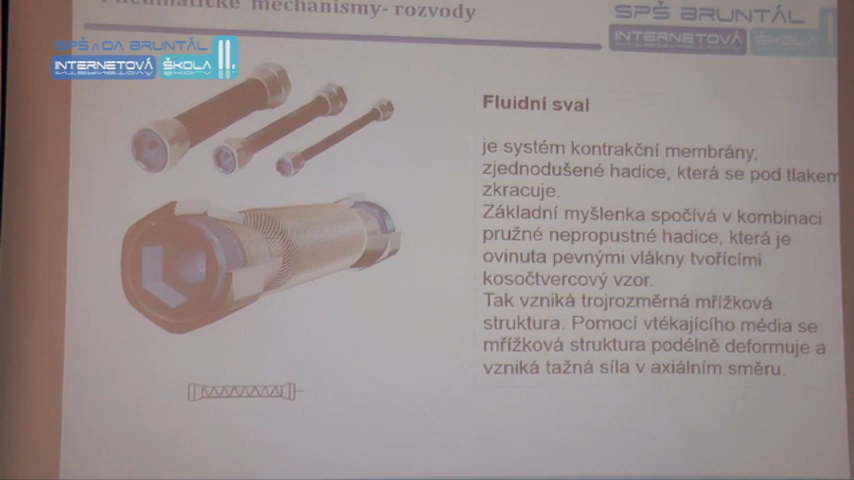 Pneumatické mechanismy- rozvody
SPŠ BRUNTÁL
INTERNETOVÁ ŠKOLA II
SPŠ A OA BRUNTÁL
INTERNETOVÁ ŠKOLA II.
Fluidní sval
je systém kontrakční membrány,
zjednodušené hadice, která se pod tlakem
zkracuje.
Základní myšlenka spočívá v kombinaci
pružné nepropustné hadice, která je
ovinuta pevnými vlákny tvořícími
kosočtvercový vzor.
Tak vzniká trojrozměrná mřížková
struktura. Pomocí vtékajícího média se
mřížková struktura podélně deformuje a
vzniká tažná síla v axiálním směru.